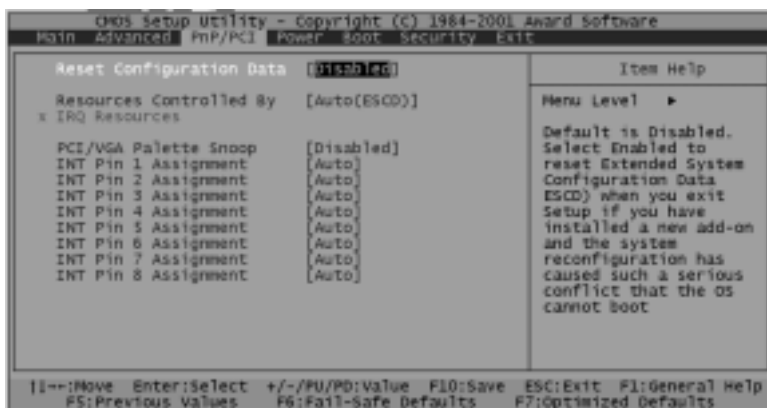 CMOS Setup Utility - Copyright (C) 1984-2001 Award Software
Main Advanced PnP/PCI Power Boot Security Exit
Reset Configuration Data [Disabled]
Item Help
Resources Controlled By [Auto(ESCD)]
x IRQ Resources
PCI/VGA Palette Snoop [Disabled]
INT Pin 1 Assignment [Auto]
INT Pin 2 Assignment [Auto]
INT Pin 3 Assignment [Auto]
INT Pin 4 Assignment [Auto]
INT Pin 5 Assignment [Auto]
INT Pin 6 Assignment [Auto]
INT Pin 7 Assignment [Auto]
INT Pin 8 Assignment [Auto]
Menu Level ►
Default is Disabled.
Select Enabled to
reset Extended System
Configuration Data
ESCD) when you exit
Setup if you have
installed a new add-on
and the system
reconfiguration has
caused such a serious
conflict that the OS
cannot boot
↑↓→←:Move Enter:Select +/-/PU/PD:Value F10:Save ESC:Exit F1:General Help
F5:Previous Values F6:Fail-Safe Defaults F7:Optimized Defaults